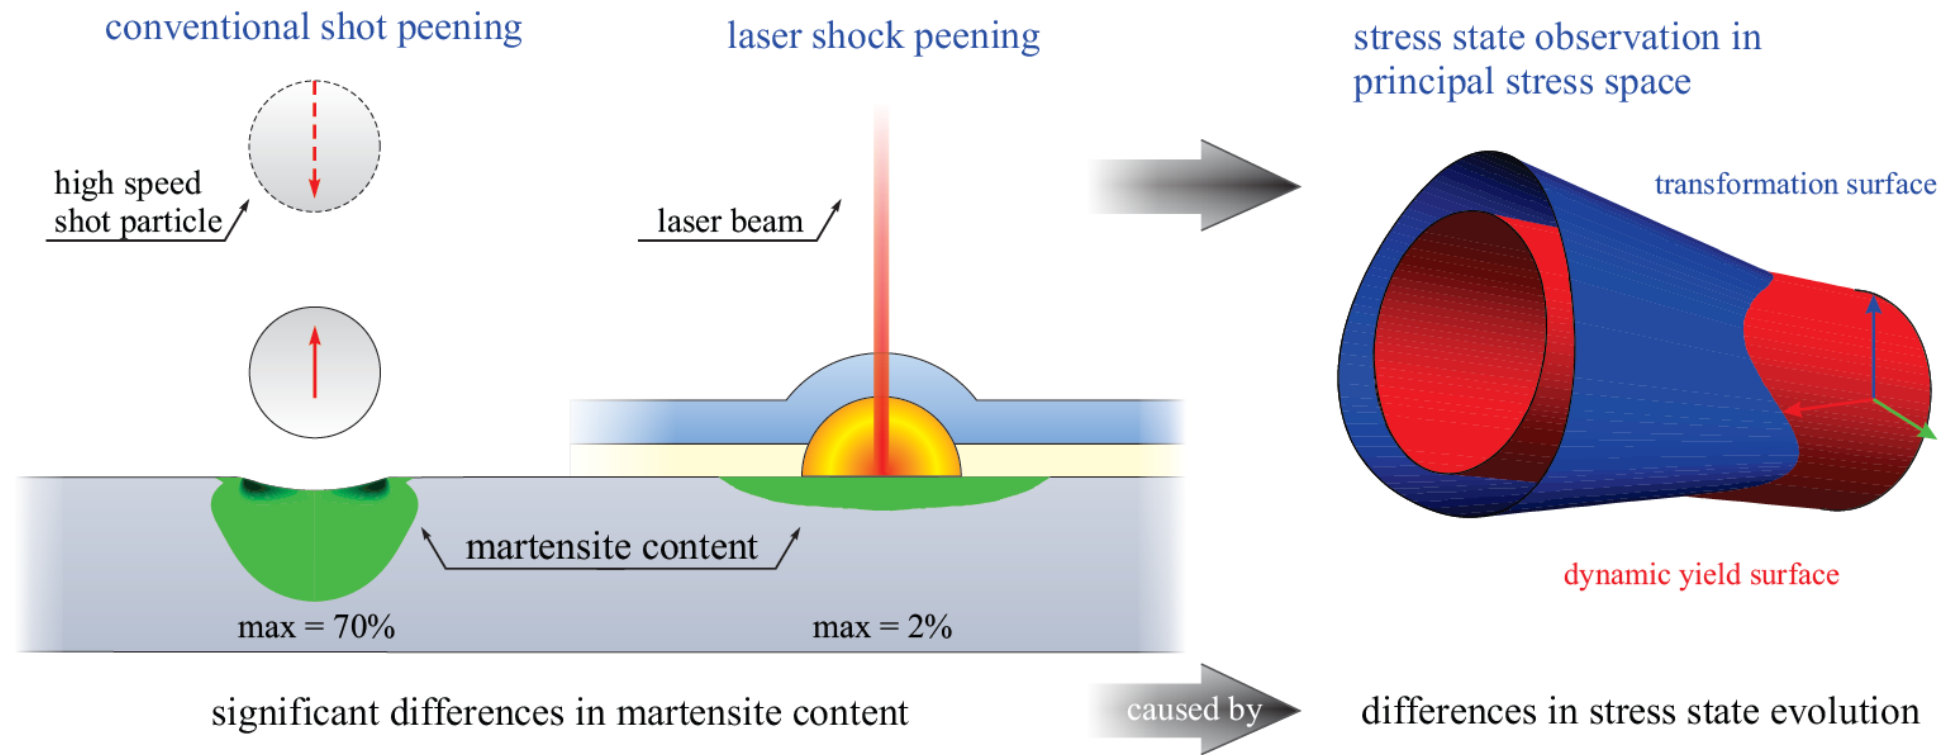 conventional shot peening
high speed
shot particle
laser shock peening
laser beam
martensite content
max = 70%
max = 2%
significant differences in martensite content
caused by
stress state observation in
principal stress space
transformation surface
dynamic yield surface
differences in stress state evolution